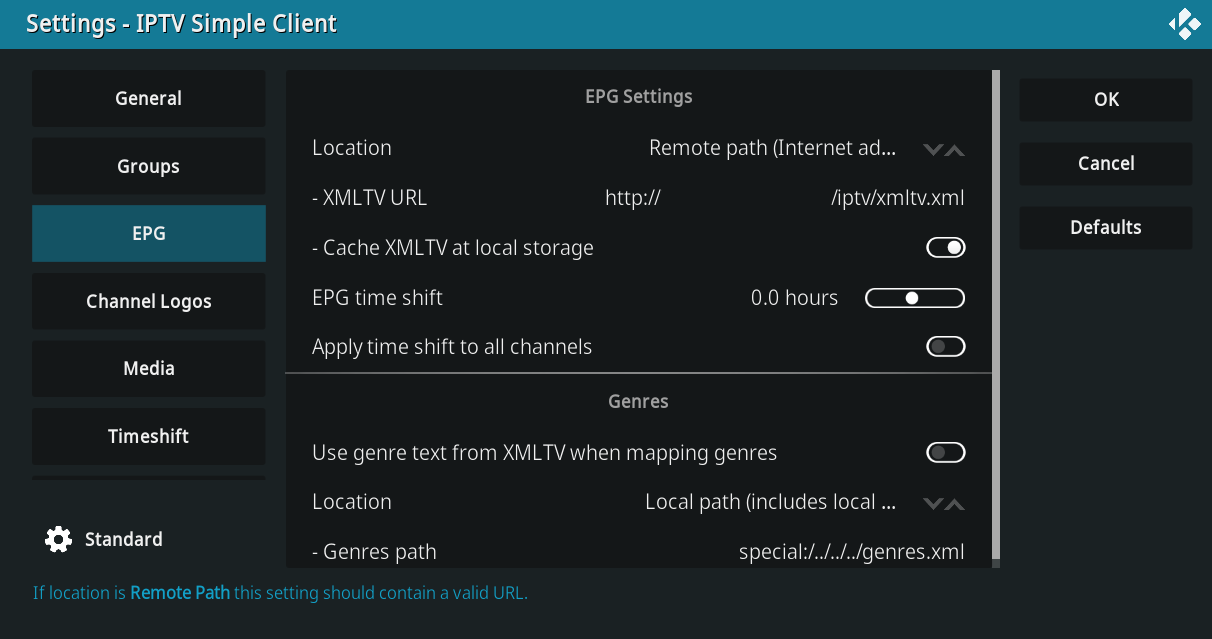 Settings - IPTV Simple Client
General
Groups
EPG
Channel Logos
Media
Timeshift
Standard
EPG Settings
Location Remote path (Internet ad...
- XMLTV URL http:// /iptv/xmltv.xml
- Cache XMLTV at local storage
EPG time shift 0.0 hours
Apply time shift to all channels
Genres
Use genre text from XMLTV when mapping genres
Location Local path (includes local ...
- Genres path special:/../../../genres.xml
OK
Cancel
Defaults
If location is Remote Path this setting should contain a valid URL.